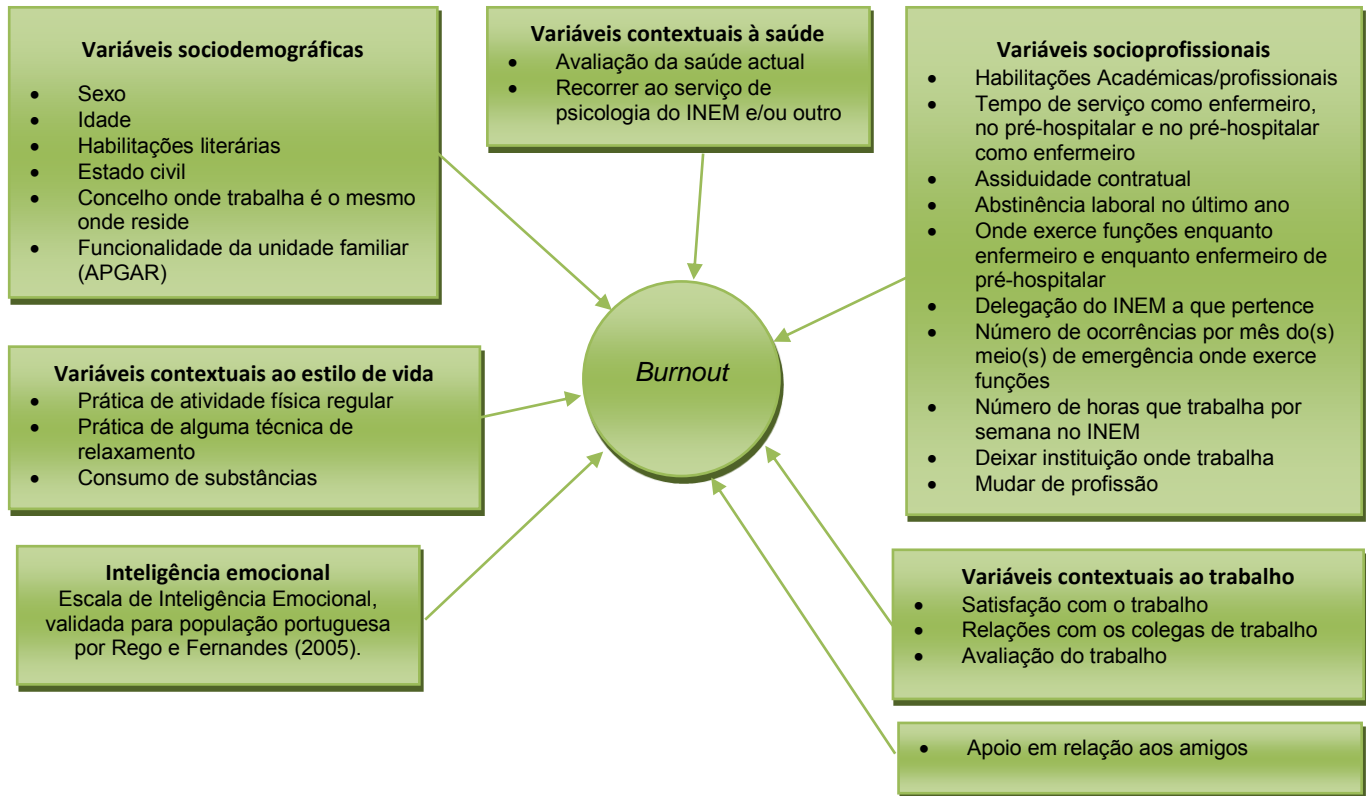 Variáveis sociodemográficas
• Sexo
• Idade
• Habilitações literárias
• Estado civil
• Concelho onde trabalha é o mesmo
onde reside
• Funcionalidade da unidade familiar
(APGAR)
Variáveis contextuais à saúde
• Avaliação da saúde actual
• Recorrer ao serviço de
psicologia do INEM e/ou outro
Variáveis socioprofissionais
• Habilitações Académicas/profissionais
• Tempo de serviço como enfermeiro,
no pré-hospitalar e no pré-hospitalar
como enfermeiro
• Assiduidade contratual
• Abstinência laboral no último ano
• Onde exerce funções enquanto
enfermeiro e enquanto enfermeiro de
pré-hospitalar
• Delegação do INEM a que pertence
• Número de ocorrências por mês do(s)
meio(s) de emergência onde exerce
funções
• Número de horas que trabalha por
semana no INEM
• Deixar instituição onde trabalha
• Mudar de profissão
Burnout
Variáveis contextuais ao estilo de vida
• Prática de atividade física regular
• Prática de alguma técnica de
relaxamento
• Consumo de substâncias
Inteligência emocional
Escala de Inteligência Emocional,
validada para população portuguesa
por Rego e Fernandes (2005).
Variáveis contextuais ao trabalho
• Satisfação com o trabalho
• Relações com os colegas de trabalho
• Avaliação do trabalho
• Apoio em relação aos amigos